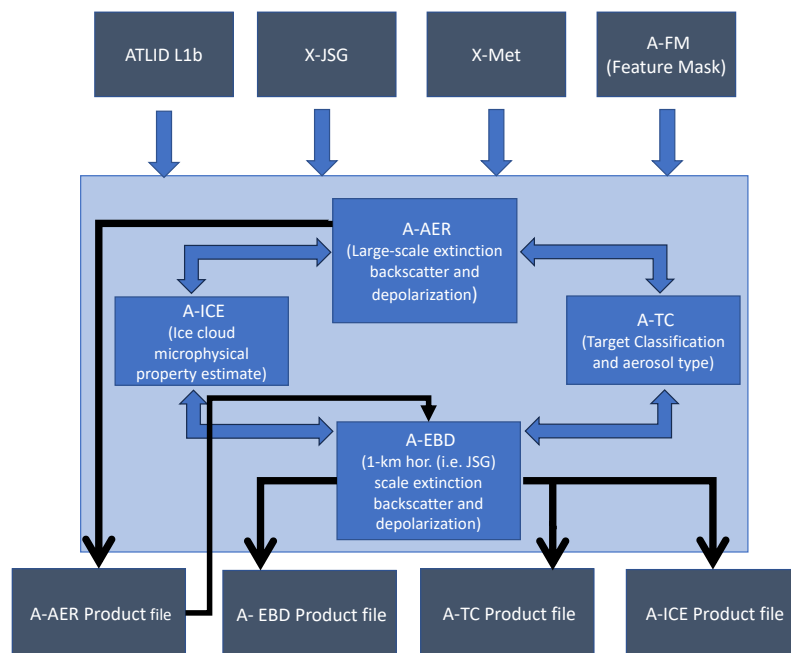 ATLID L1b
X-JSG
X-Met
A-FM
(Feature Mask)
A-AER
(Large-scale extinction
backscatter and
depolarization)
A-ICE
(Ice cloud
microphysical
property estimate)
A-TC
(Target Classification
and aerosol type)
A-EBD
(1-km hor. (i.e. JSG)
scale extinction
backscatter and
depolarization)
A-AER Product file
A- EBD Product file
A-TC Product file
A-ICE Product file